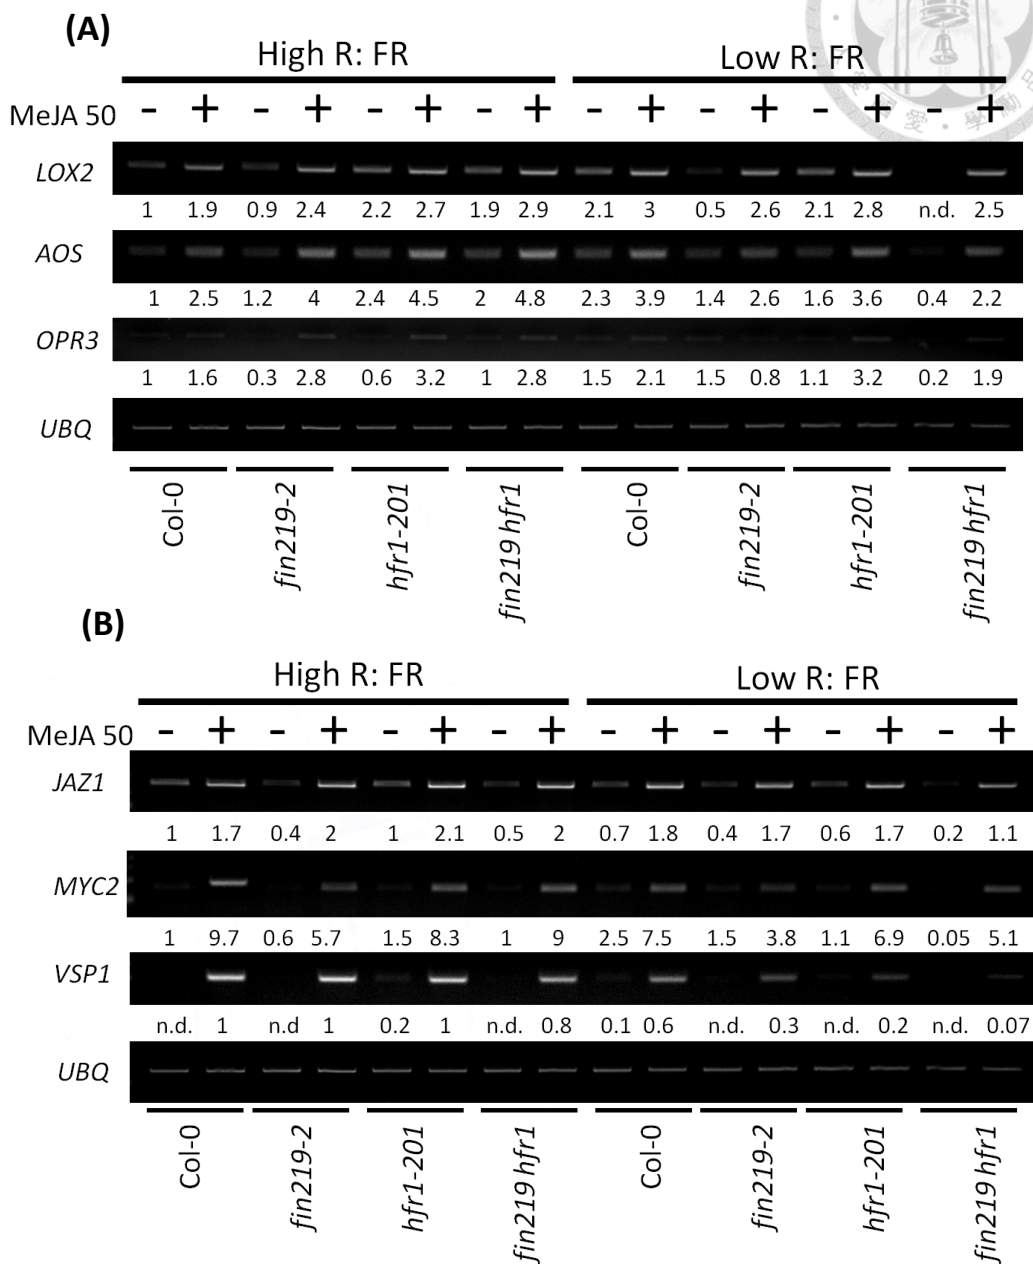 (A)
High R: FR Low R: FR
MeJA 50 - + - + - + - + - + - + - + - +
LOX2
1 1.9 0.9 2.4 2.2 2.7 1.9 2.9 2.1 3 0.5 2.6 2.1 2.8 n.d. 2.5
AOS
1 2.5 1.2 4 2.4 4.5 2 4.8 2.3 3.9 1.4 2.6 1.6 3.6 0.4 2.2
OPR3
1 1.6 0.3 2.8 0.6 3.2 1 2.8 1.5 2.1 1.5 0.8 1.1 3.2 0.2 1.9
UBQ
Col-0 fin219-2 hfr1-201 fin219 hfr1 Col-0 fin219-2 hfr1-201 fin219 hfr1
(B)
High R: FR Low R: FR
MeJA 50 - + - + - + - + - + - + - + - +
JAZ1
1 1.7 0.4 2 1 2.1 0.5 2 0.7 1.8 0.4 1.7 0.6 1.7 0.2 1.1
MYC2
1 9.7 0.6 5.7 1.5 8.3 1 9 2.5 7.5 1.5 3.8 1.1 6.9 0.05 5.1
VSP1
n.d. 1 n.d 1 0.2 1 n.d. 0.8 0.1 0.6 n.d. 0.3 n.d. 0.2 n.d. 0.07
UBQ
Col-0 fin219-2 hfr1-201 fin219 hfr1 Col-0 fin219-2 hfr1-201 fin219 hfr1
愛 國 愛 • 學 勵